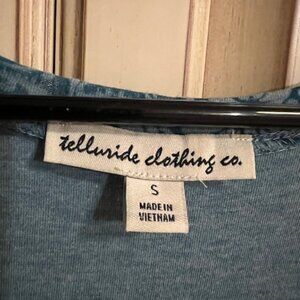 telluride clothing co.
S
MADE IN
VIETNAM